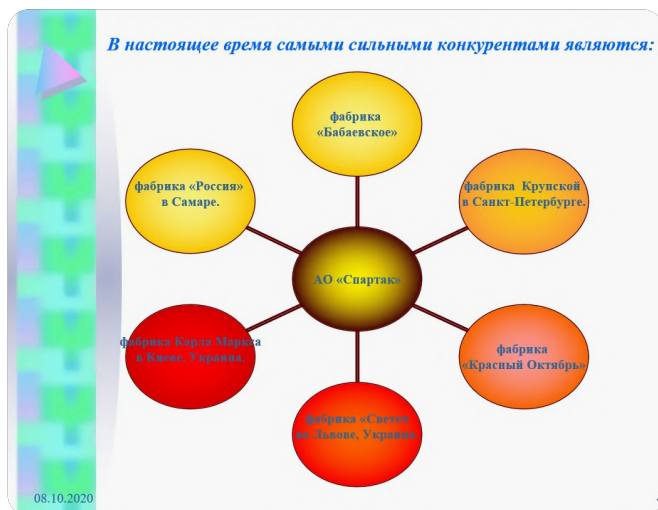 В настоящее время самыми сильными конкурентами являются:
фабрика
«Бабаевское»
фабрика «Россия»
в Самаре.
фабрика Крупской
в Санкт-Петербурге.
АО «Спартак»
фабрика Карла Маркса
в Киеве, Украина.
фабрика
«Красный Октябрь»
фабрика «Светоч
во Львове, Украина.
08.10.2020